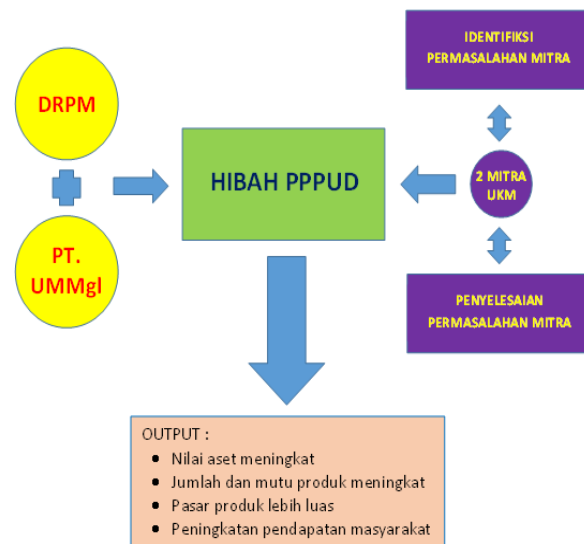 DRPM
PT.
UMMgl
HIBAH PPPUD
IDENTIFIKSI
PERMASALAHAN MITRA
2 MITRA
UKM
PENYELESAIAN
PERMASALAHAN MITRA
OUTPUT :
• Nilai aset meningkat
• Jumlah dan mutu produk meningkat
• Pasar produk lebih luas
• Peningkatan pendapatan masyarakat